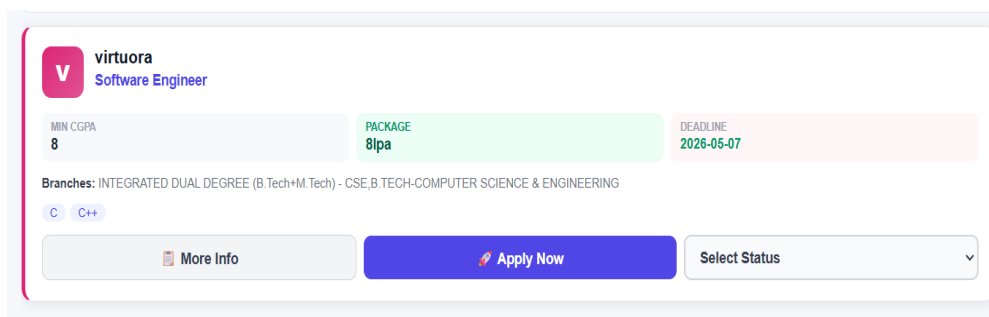 V
virtuora
Software Engineer
MIN CGPA
8
PACKAGE
8lpa
DEADLINE
2026-05-07
Branches: INTEGRATED DUAL DEGREE (B.Tech+M.Tech) - CSE,B.TECH-COMPUTER SCIENCE & ENGINEERING
C C++
More Info
Apply Now
Select Status